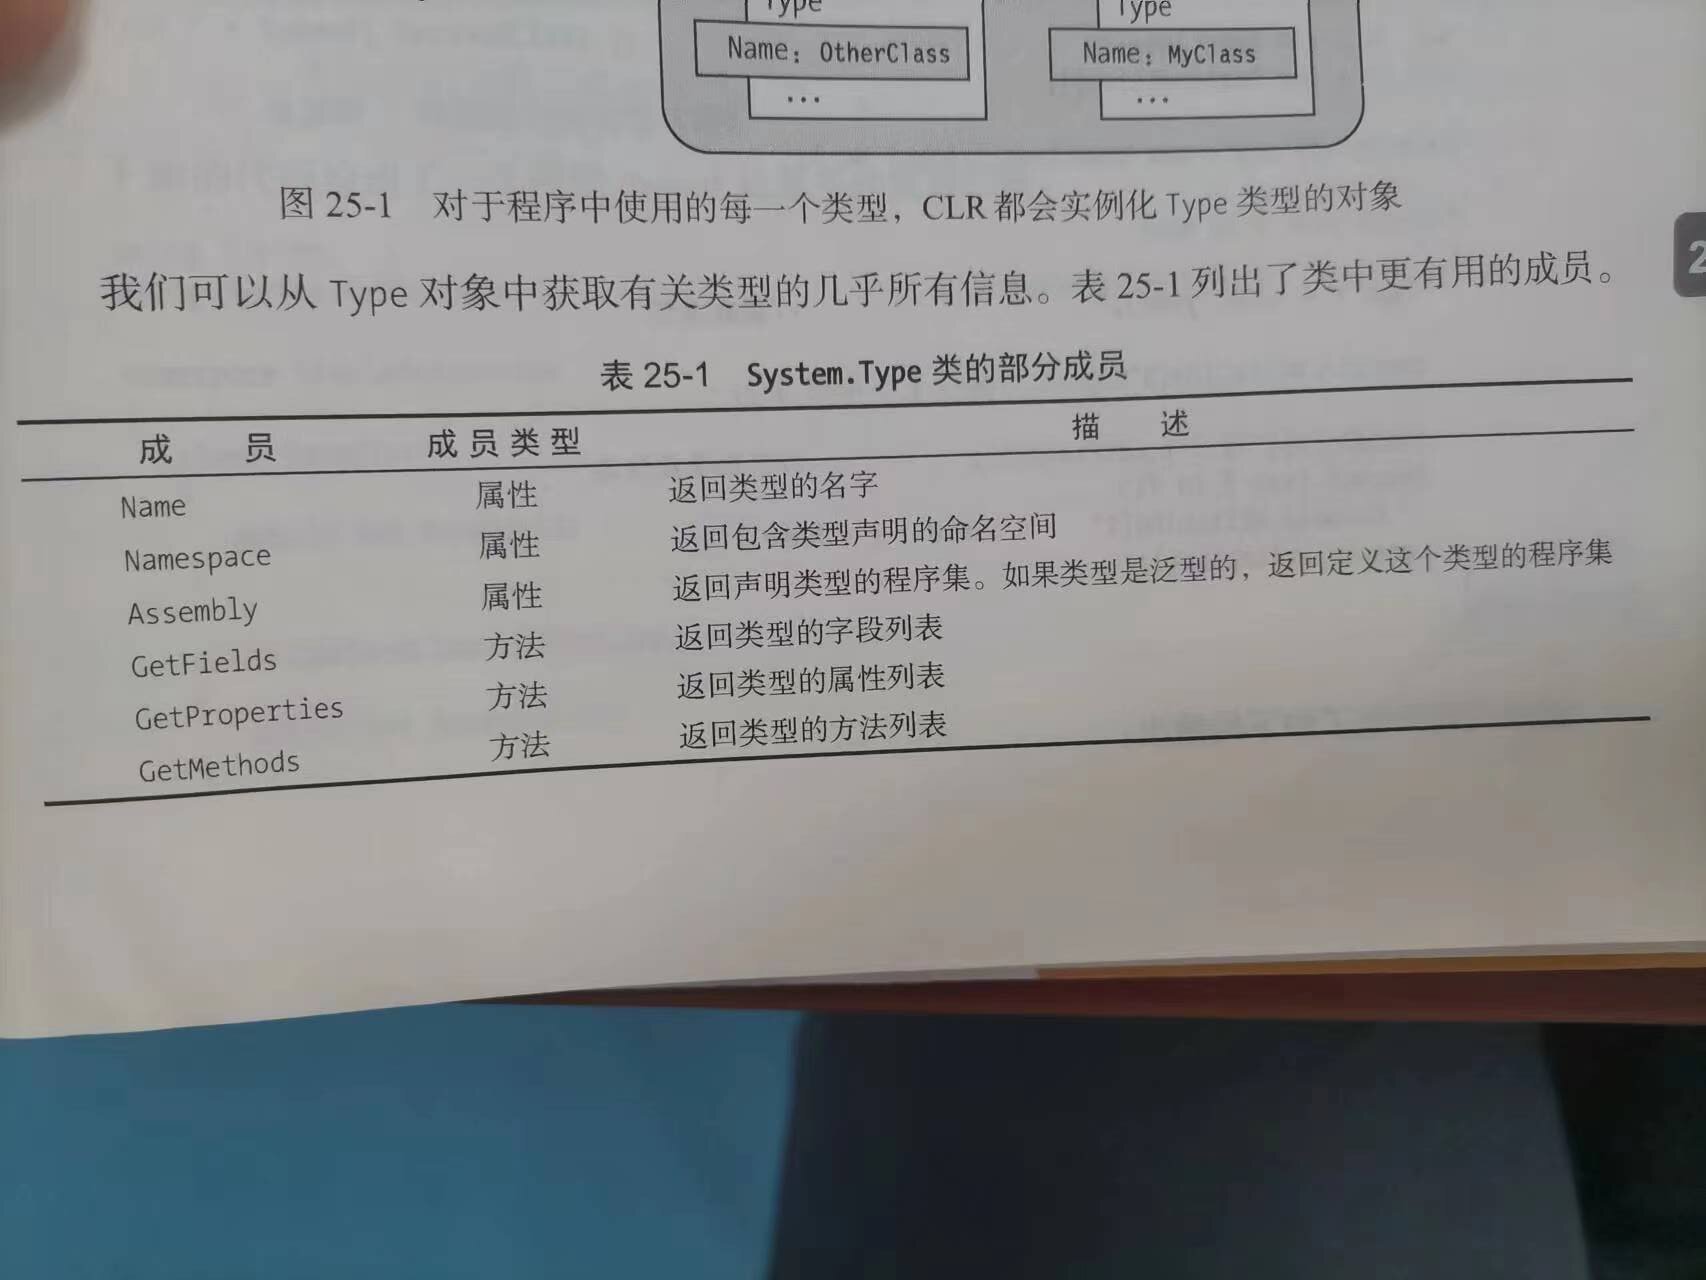 Type
Type
Name: OtherClass
Name: MyClass
...
...
图 25-1 对于程序中使用的每一个类型，CLR 都会实例化 Type 类型的对象
2
我们可以从 Type 对象中获取有关类型的几乎所有信息。表 25-1 列出了类中更有用的成员。
表 25-1 System.Type 类的部分成员
成员 成员类型 描述
Name 属性 返回类型的名字
Namespace 属性 返回包含类型声明的命名空间
Assembly 属性 返回声明类型的程序集。如果类型是泛型的，返回定义这个类型的程序集
GetFields 方法 返回类型的字段列表
GetProperties 方法 返回类型的属性列表
GetMethods 方法 返回类型的方法列表